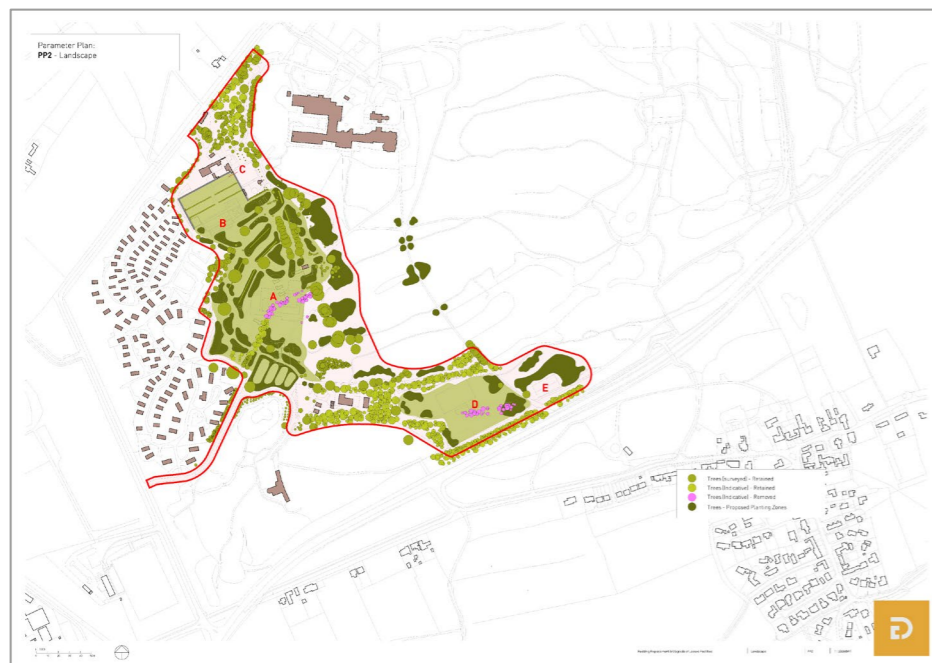 Parameter Plan:
PP2 - Landscape
C
B
A
D
E
Trees (surveyed) - Retained
Trees (Indicative) - Retained
Trees (Indicative) - Removed
Trees - Proposed Planting Zones